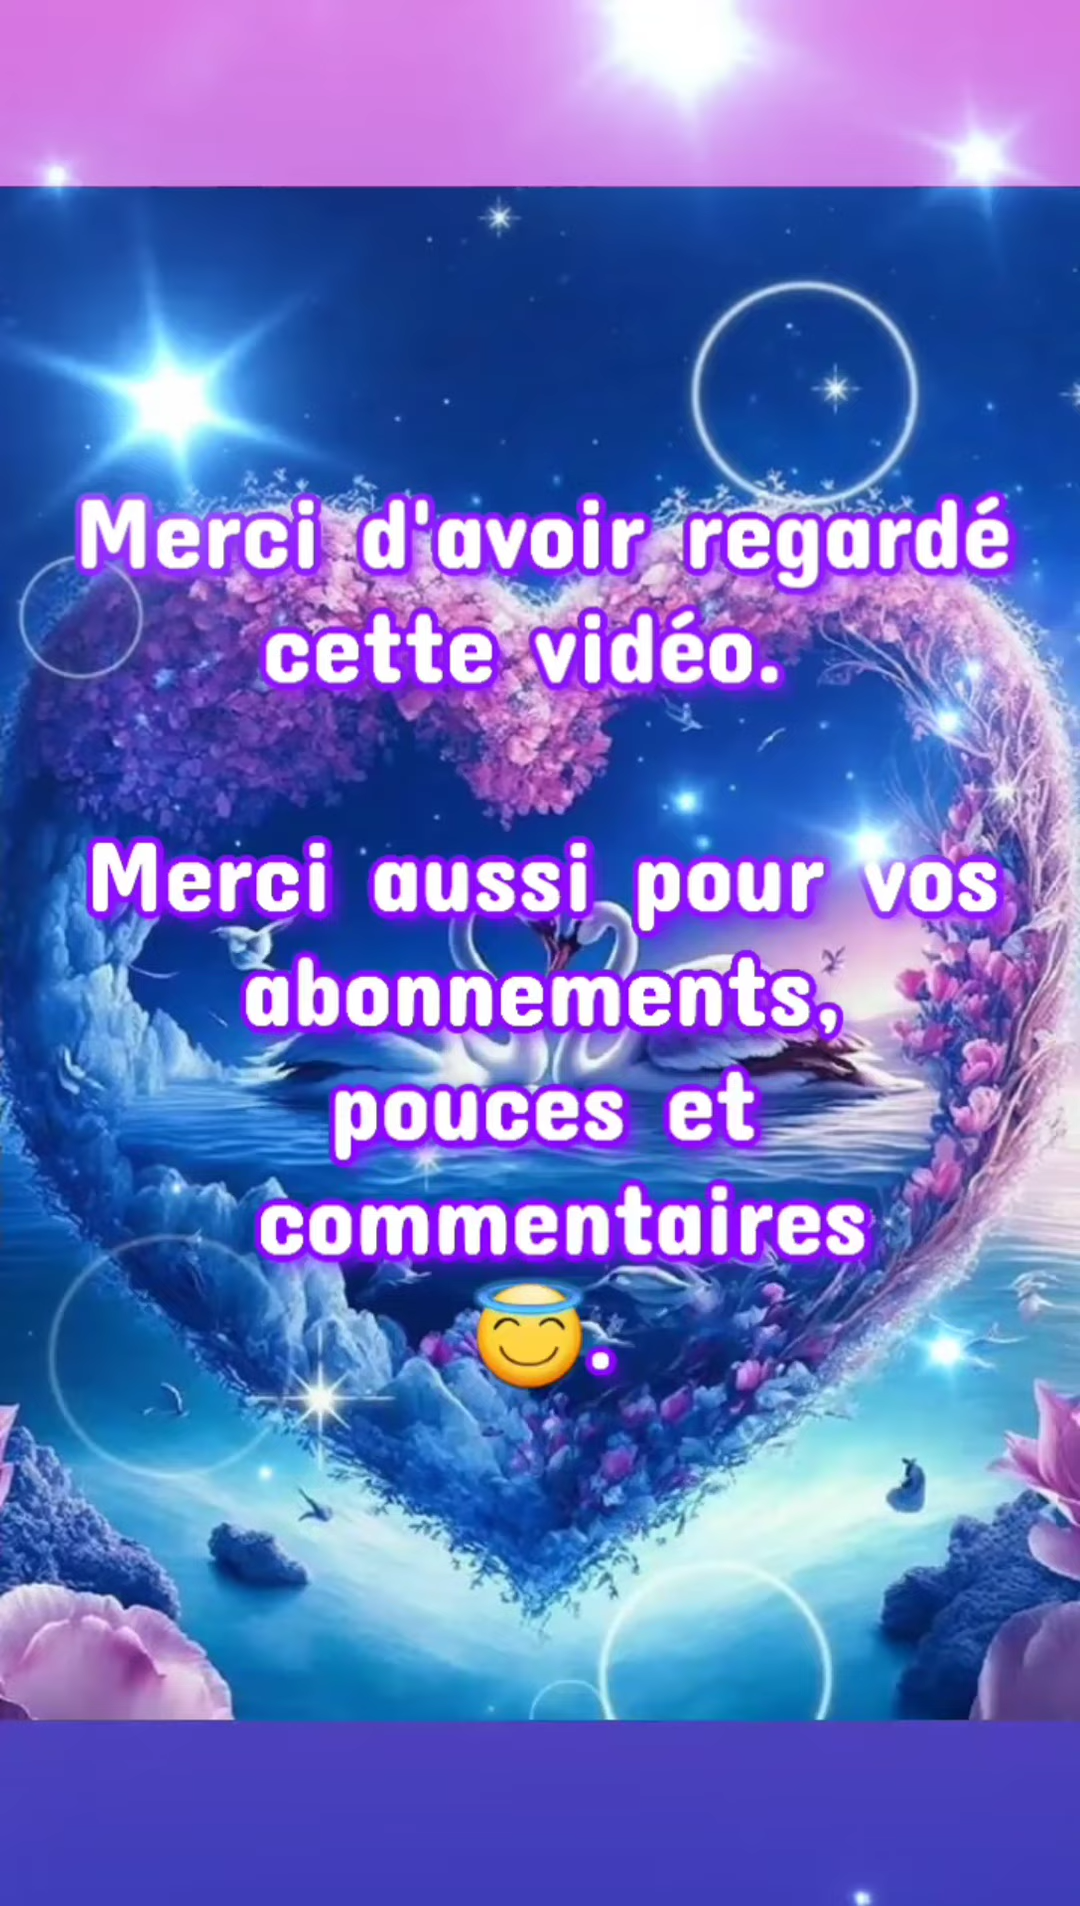 Merci d'avoir regardé
cette vidéo.
Merci aussi pour vos
abonnements,
pouces et
commentaires
😇.